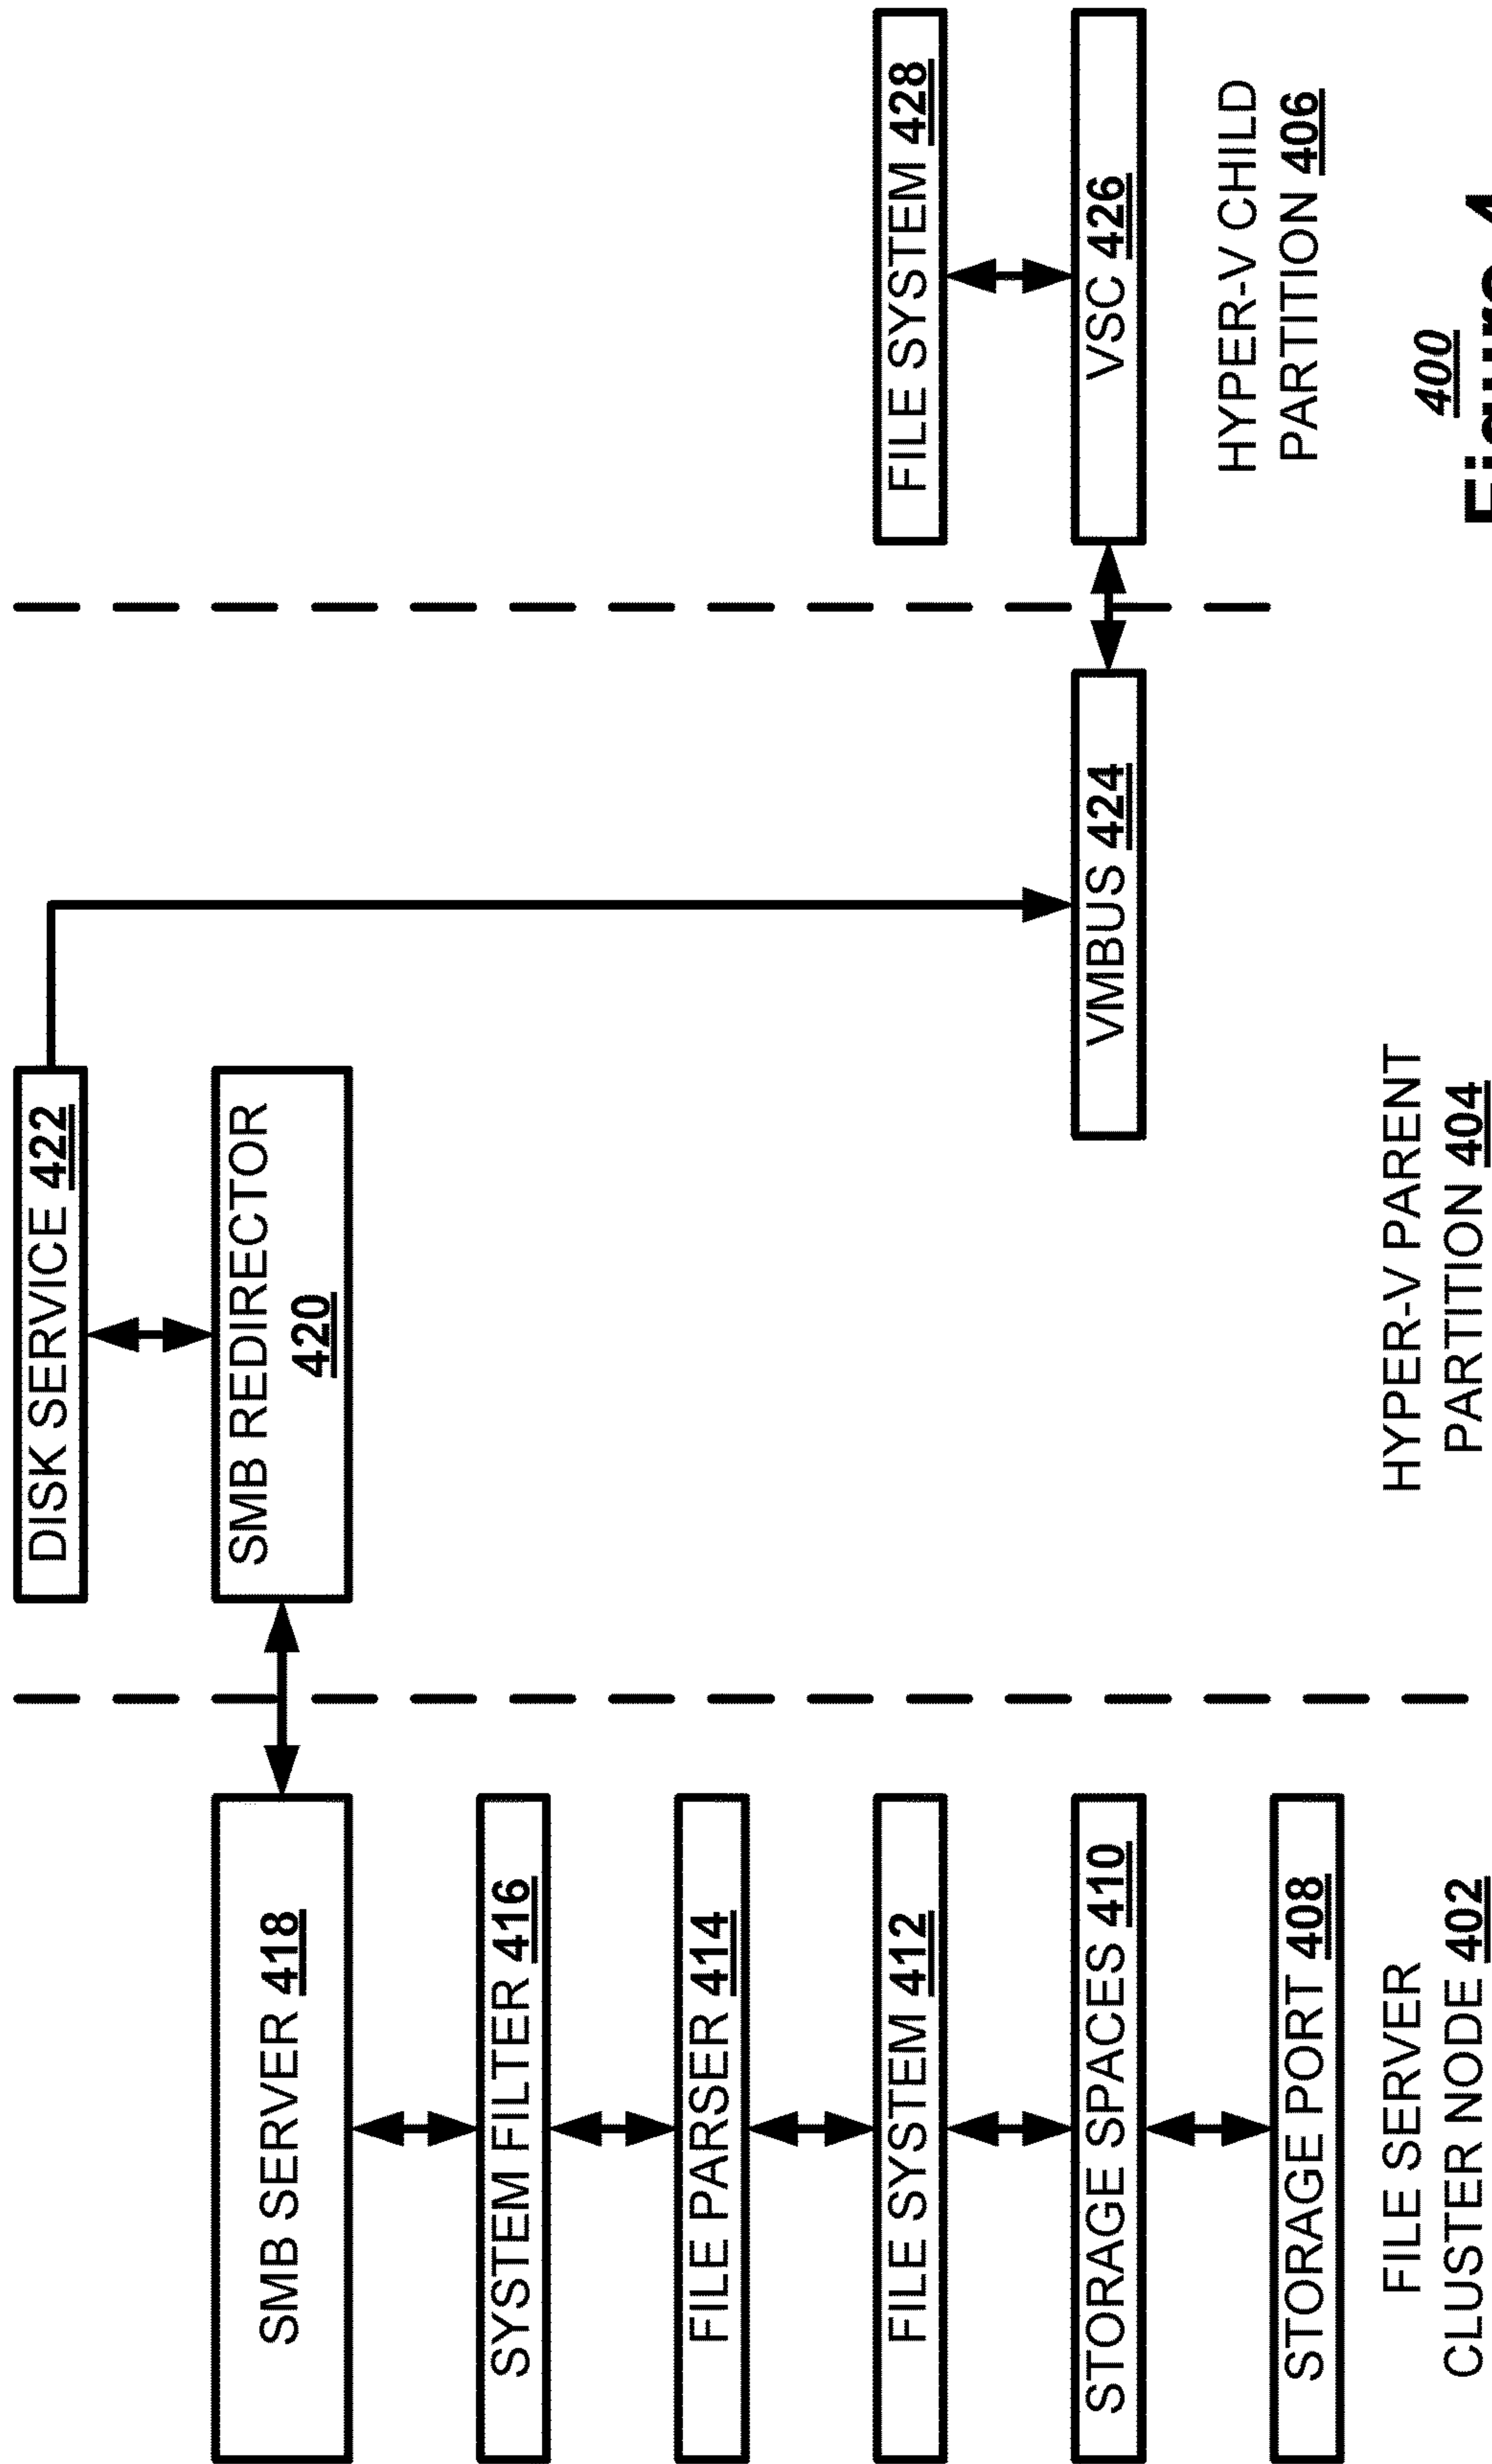 SMB SERVER 418
SYSTEM FILTER 416
FILE PARSER 414
FILE SYSTEM 412
STORAGE SPACES 410
STORAGE PORT 408
FILE SERVER
CLUSTER NODE 402
DISK SERVICE 422
SMB REDIRECTOR
420
VMBUS 424
HYPER-V PARENT
PARTITION 404
FILE SYSTEM 428
VSC 426
HYPER-V CHILD
PARTITION 406
400
Figure 4